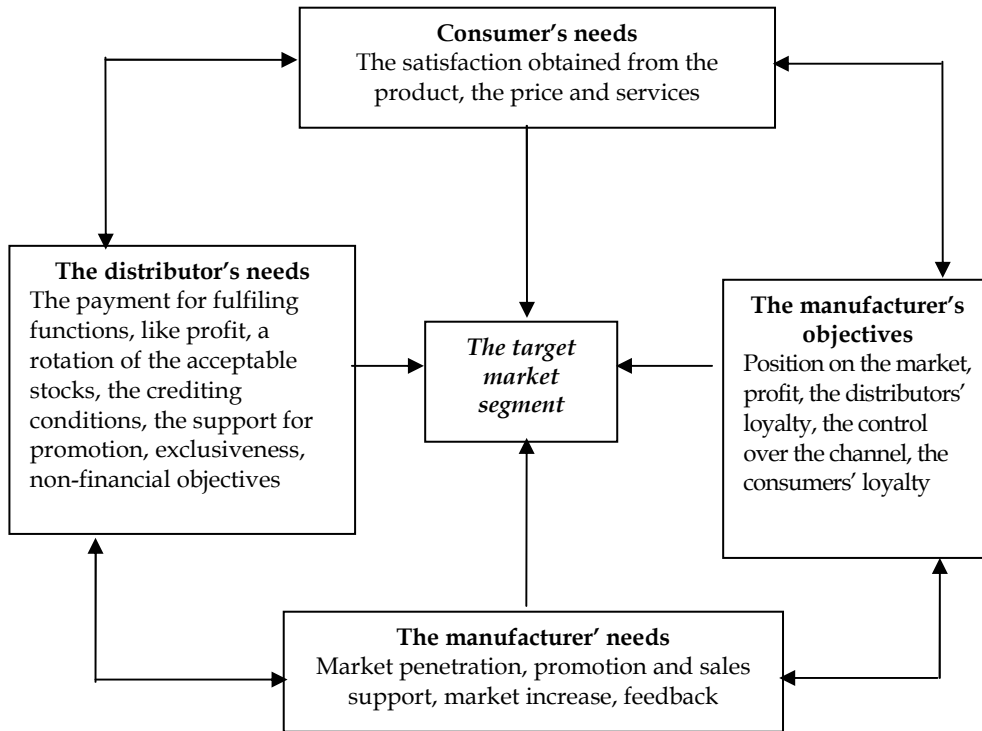 Consumer's needs
The satisfaction obtained from the
product, the price and services
The distributor's needs
The payment for fulfiling
functions, like profit, a
rotation of the acceptable
stocks, the crediting
conditions, the support for
promotion, exclusiveness,
non-financial objectives
The target
market
segment
The manufacturer's
objectives
Position on the market,
profit, the distributors'
loyalty, the control
over the channel, the
consumers' loyalty
The manufacturer' needs
Market penetration, promotion and sales
support, market increase, feedback